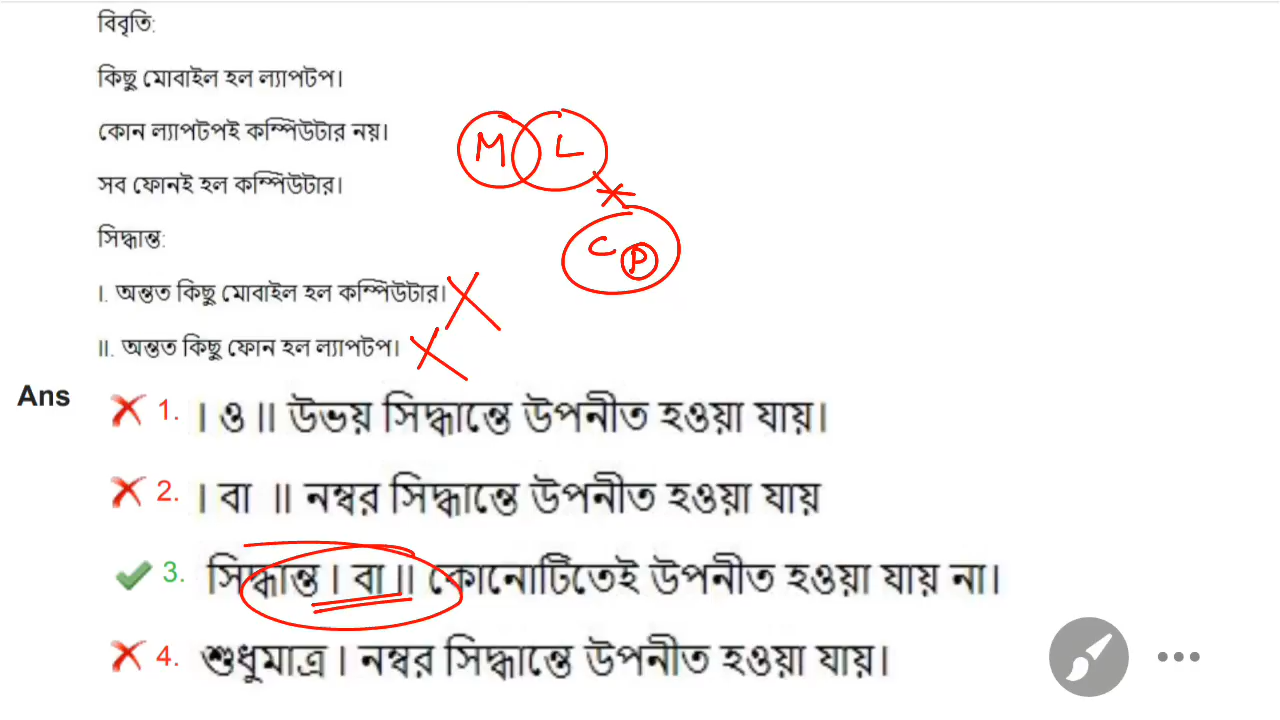 বিবৃতি:
কিছু মোবাইল হল ল্যাপটপ।
কোন ল্যাপটপই কম্পিউটার নয়।
সব ফোনই হল কম্পিউটার।
সিদ্ধান্ত:
I. অন্তত কিছু মোবাইল হল কম্পিউটার।
II. অন্তত কিছু ফোন হল ল্যাপটপ।
M L
C P
Ans
1. I ও II উভয় সিদ্ধান্তে উপনীত হওয়া যায়।
2. I বা II নম্বর সিদ্ধান্তে উপনীত হওয়া যায়
3. সিদ্ধান্ত I বা II কোনোটিতেই উপনীত হওয়া যায় না।
4. শুধুমাত্র I নম্বর সিদ্ধান্তে উপনীত হওয়া যায়।